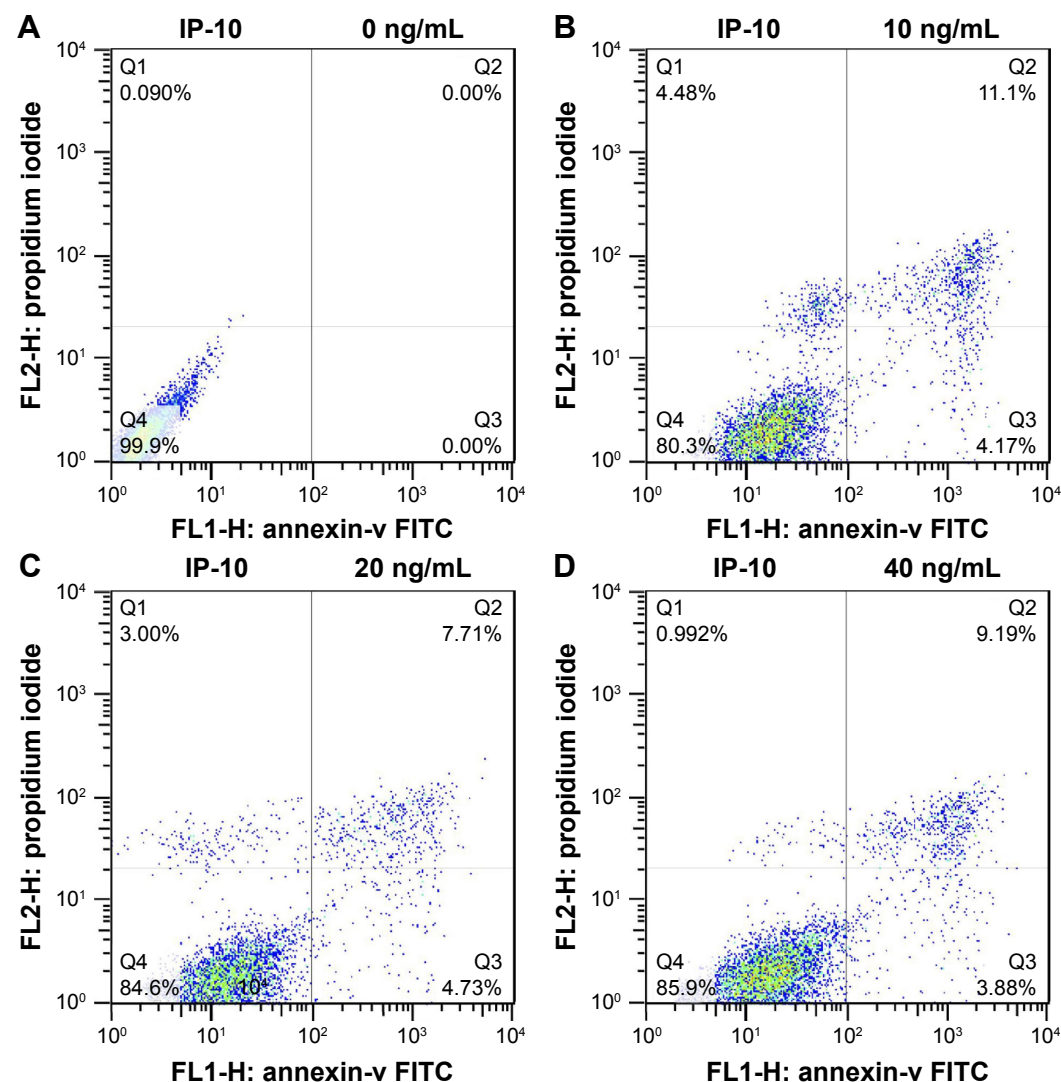 A IP-10 0 ng/mL
Q1 Q2
0.090% 0.00%
Q4 Q3
99.9% 0.00%
10⁴
10³
10²
10¹
10⁰
10⁰ 10¹ 10² 10³ 10⁴
FL2-H: propidium iodide
FL1-H: annexin-v FITC
B IP-10 10 ng/mL
Q1 Q2
4.48% 11.1%
Q4 Q3
80.3% 4.17%
10⁴
10³
10²
10¹
10⁰
10⁰ 10¹ 10² 10³ 10⁴
FL2-H: propidium iodide
FL1-H: annexin-v FITC
C IP-10 20 ng/mL
Q1 Q2
3.00% 7.71%
Q4 Q3
84.6% 4.73%
10⁴
10³
10²
10¹
10⁰
10⁰ 10¹ 10² 10³ 10⁴
FL2-H: propidium iodide
FL1-H: annexin-v FITC
D IP-10 40 ng/mL
Q1 Q2
0.992% 9.19%
Q4 Q3
85.9% 3.88%
10⁴
10³
10²
10¹
10⁰
10⁰ 10¹ 10² 10³ 10⁴
FL2-H: propidium iodide
FL1-H: annexin-v FITC